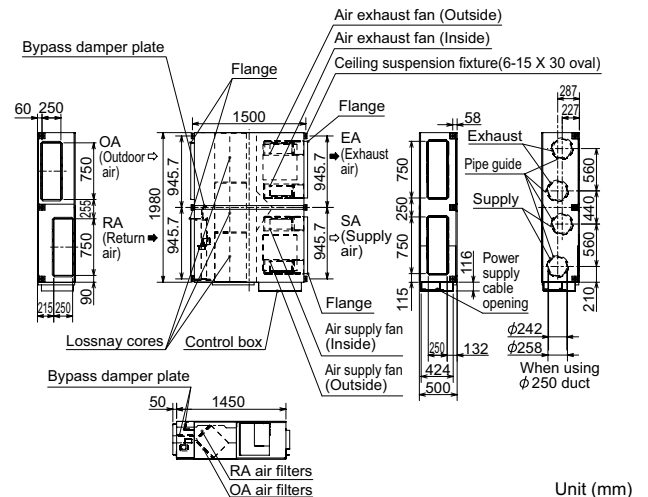 Air exhaust fan (Outside)
Air exhaust fan (Inside)
Ceiling suspension fixture(6-15 X 30 oval)
Bypass damper plate
Flange
Flange
60
250
1500
58
287
227
OA
(Outdoor
air)
750
255
RA
(Return
air)
750
90
215
250
945.7
1980
945.7
945.7
EA
(Exhaust
air)
945.7
SA
(Supply
air)
Flange
750
250
750
115
116
Exhaust
Pipe guide
Supply
560
440
560
210
Power
supply
cable
opening
Lossnay cores
Control box
Air supply fan
(Inside)
Air supply fan
(Outside)
250
132
424
500
ϕ242
ϕ258
When using
ϕ250 duct
Bypass damper plate
50
1450
RA air filters
OA air filters
Unit (mm)